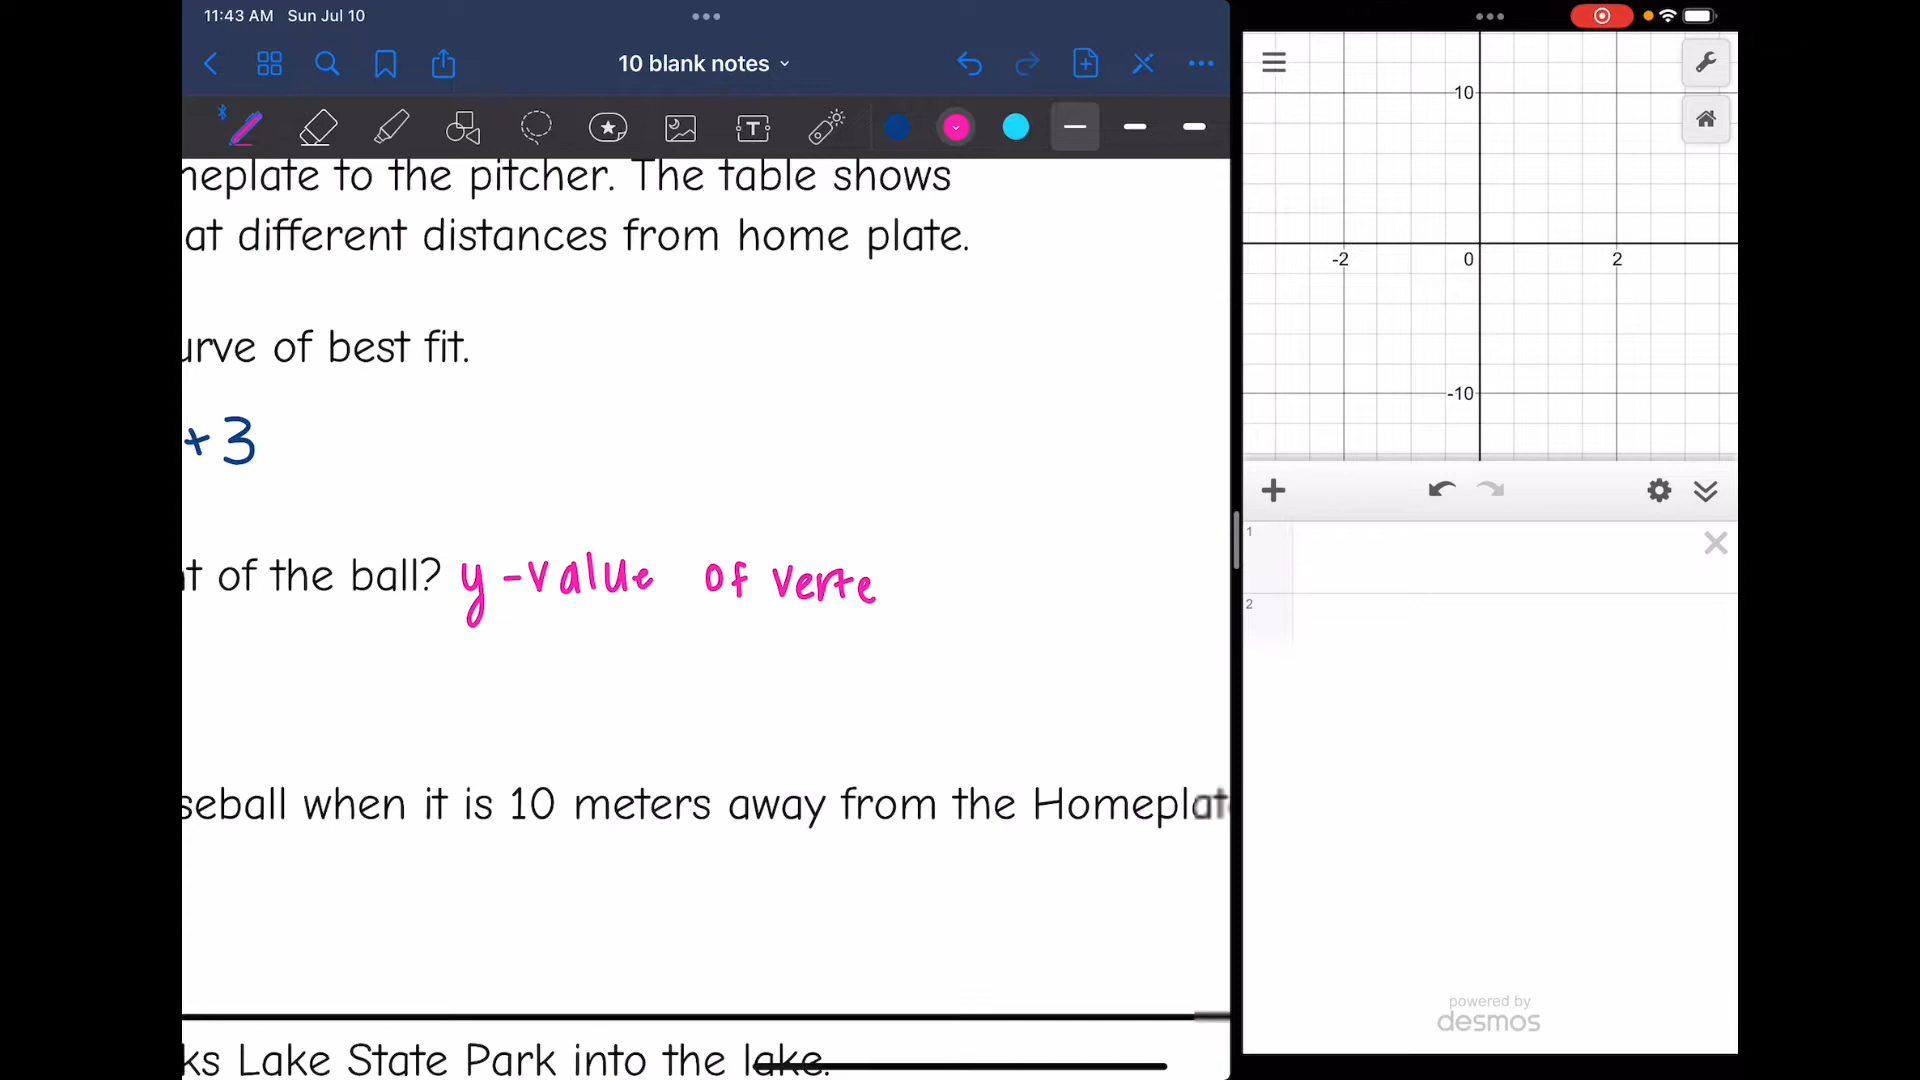 11:43 AM Sun Jul 10
10 blank notes
T
neplate to the pitcher. The table shows
at different distances from home plate.
urve of best fit.
+ 3
of the ball? y-value of verte
seball when it is 10 meters away from the Homeplat
ks Lake State Park into the lake.
10
-2 0 2
-10
1
2
powered by
desmos